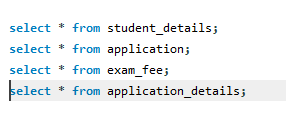 select * from student_details;
select * from application;
select * from exam_fee;
select * from application_details;